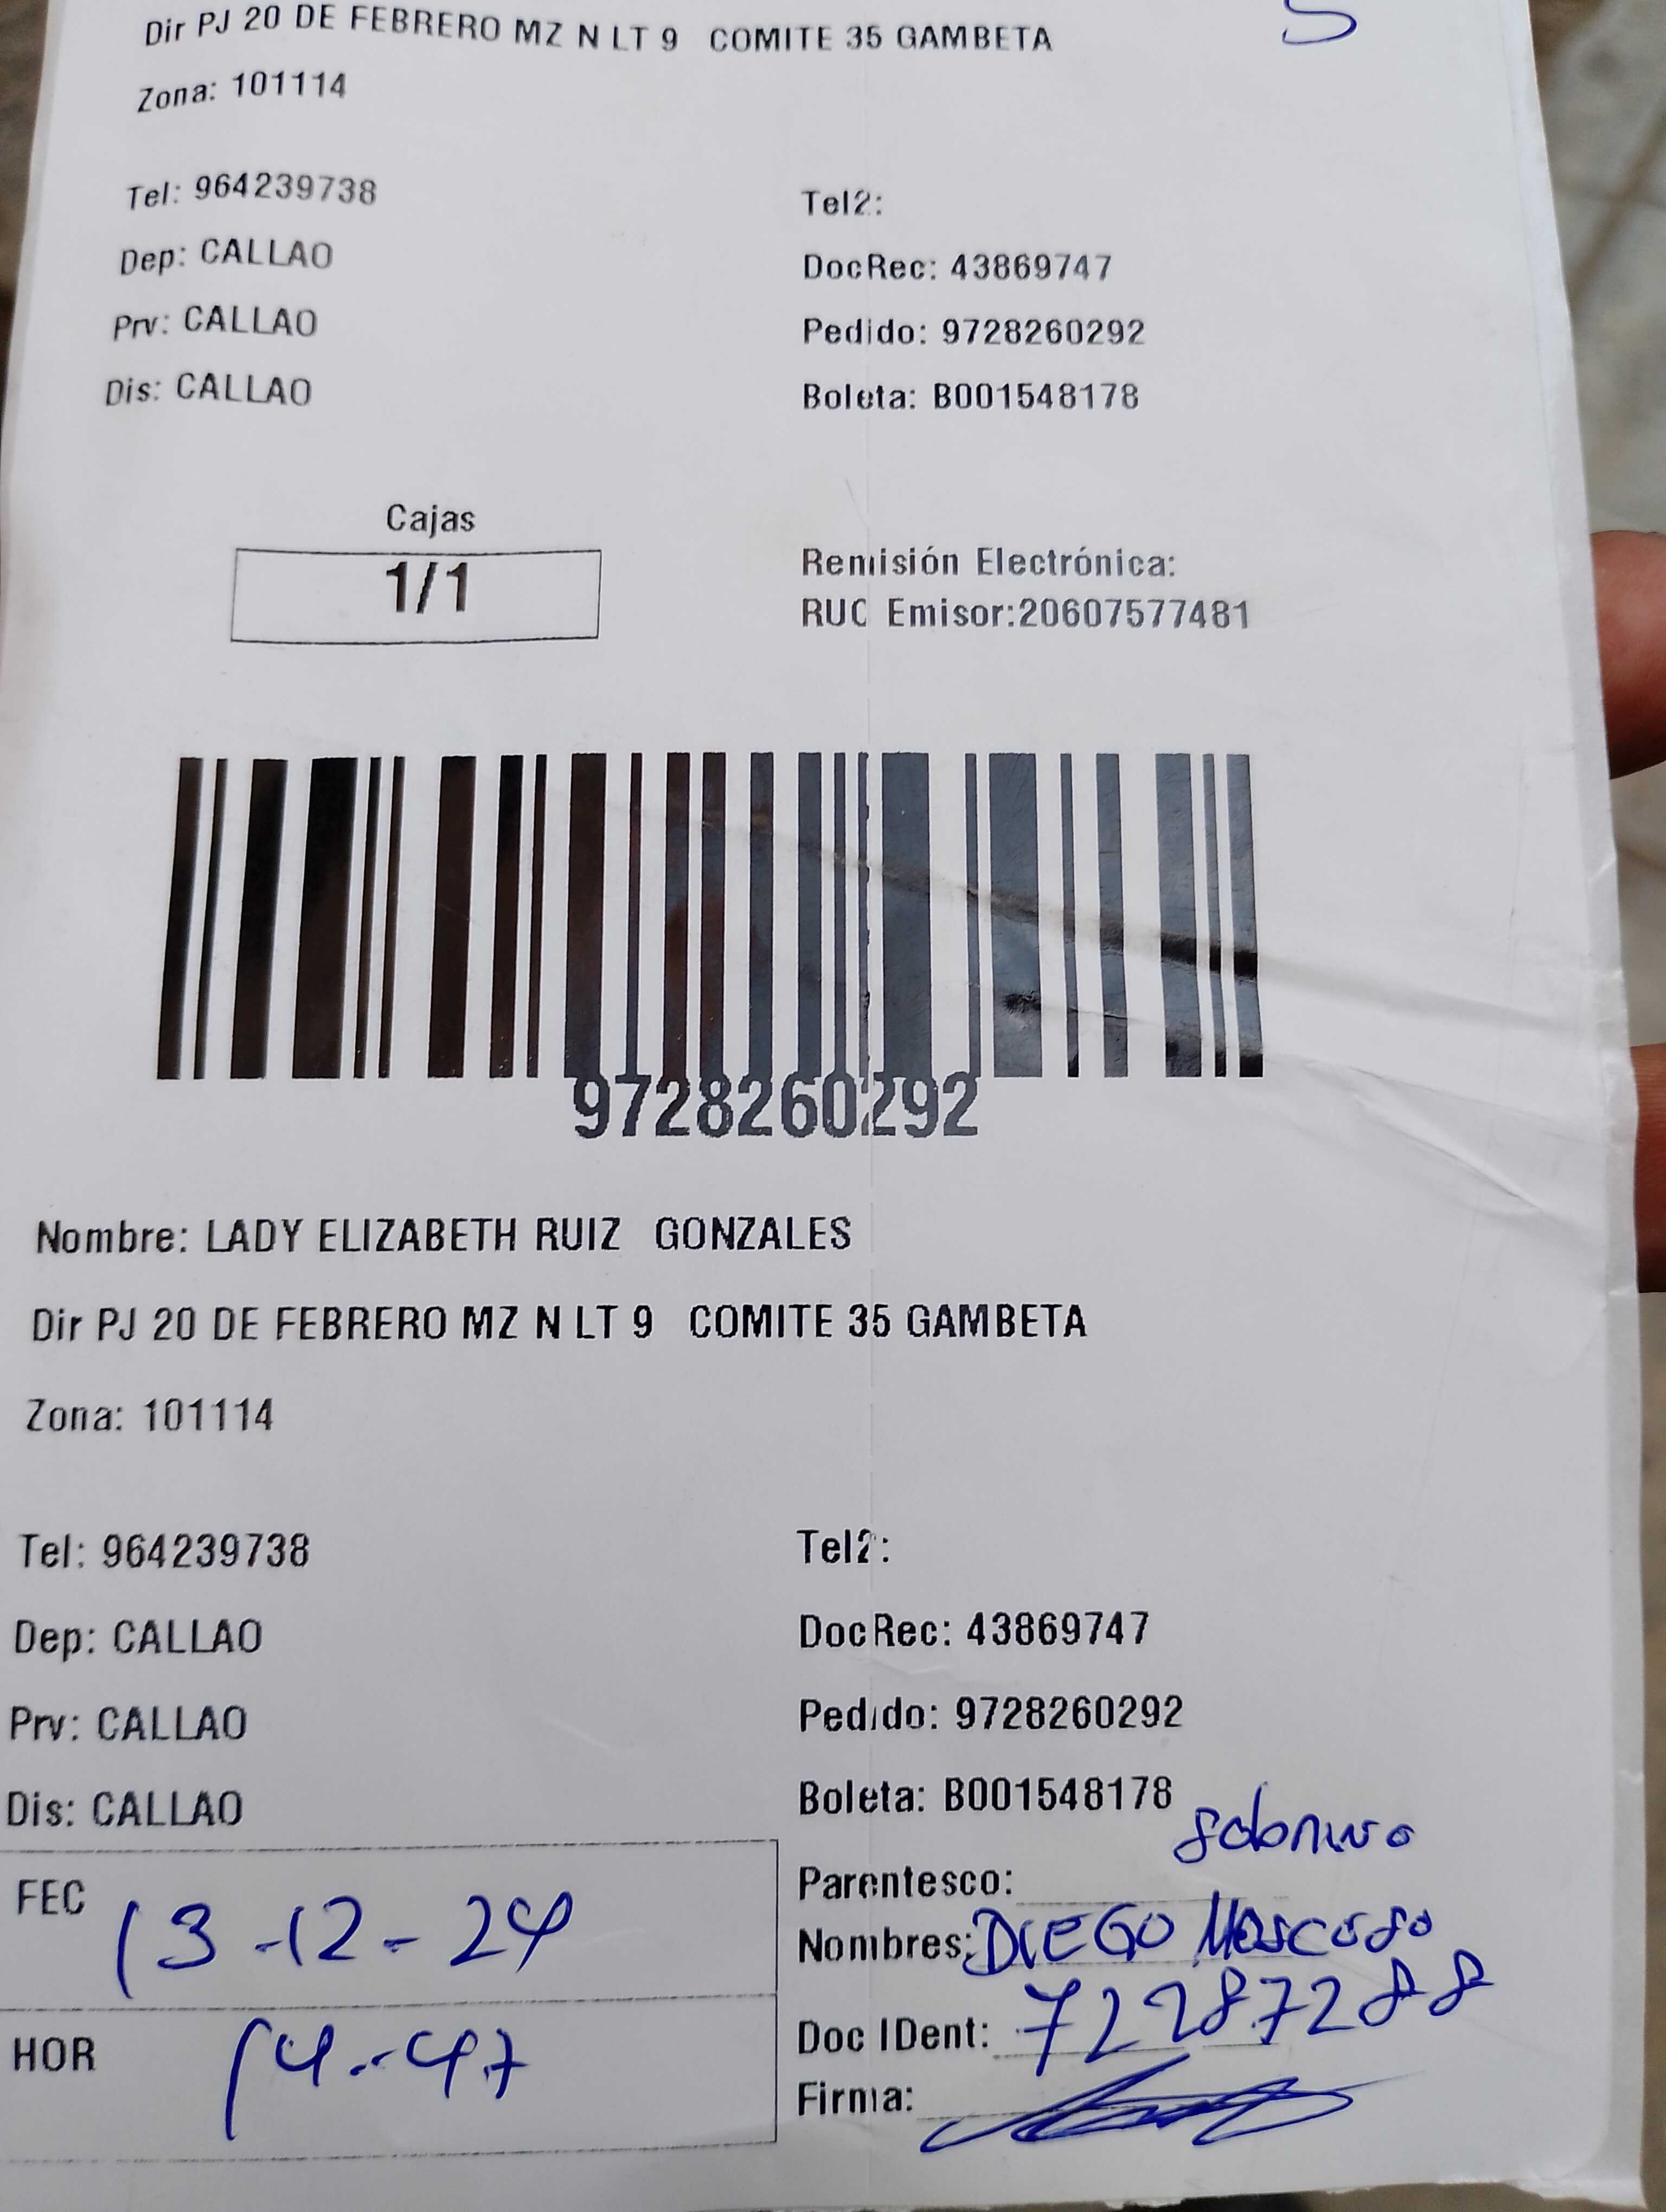 Dir PJ 20 DE FEBRERO MZ N LT 9 COMITE 35 GAMBETA
Zona: 101114
Tel: 964239738 Tel2:
Dep: CALLAO DocRec: 43869747
Prv: CALLAO Pedido: 9728260292
Dis: CALLAO Boleta: B001548178
Cajas
1/1
Remisión Electrónica:
RUC Emisor:20607577481
9728260292
Nombre: LADY ELIZABETH RUIZ GONZALES
Dir PJ 20 DE FEBRERO MZ N LT 9 COMITE 35 GAMBETA
Zona: 101114
Tel: 964239738 Tel2:
Dep: CALLAO DocRec: 43869747
Prv: CALLAO Pedido: 9728260292
Dis: CALLAO Boleta: B001548178
FEC 13-12-24
HOR 14-47
Parentesco: sobrino
Nombres: DIEGO Moscoso
Doc IDent: 72287288
Firma: